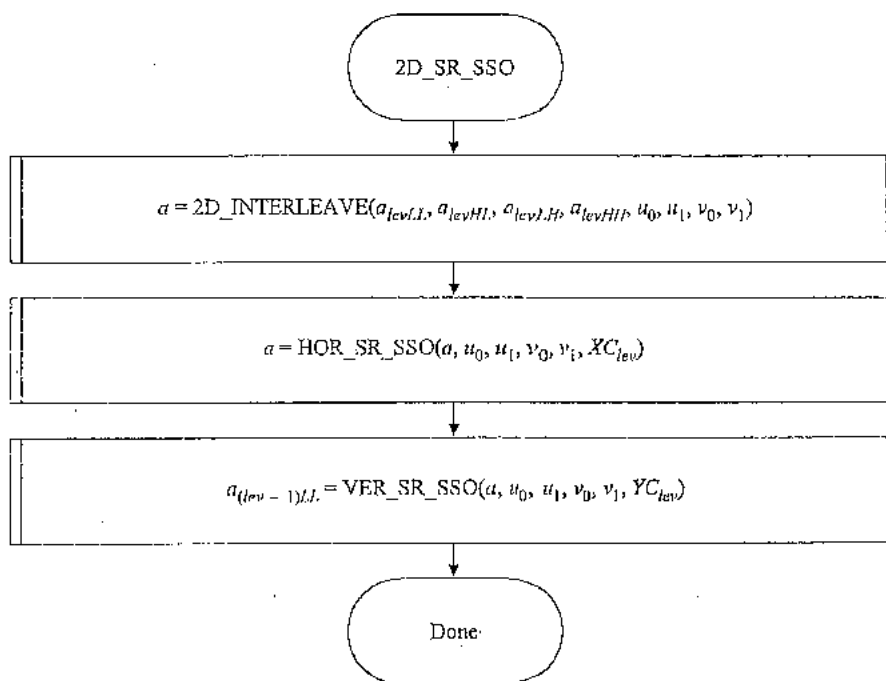 2D_SR_SSO
a = 2D_INTERLEAVE(a_levLL, a_levHL, a_levLH, a_levHH, u_0, u_1, v_0, v_1)
a = HOR_SR_SSO(a, u_0, u_1, v_0, v_1, XC_lev)
a_(lev − 1)LL = VER_SR_SSO(a, u_0, u_1, v_0, v_1, YC_lev)
Done